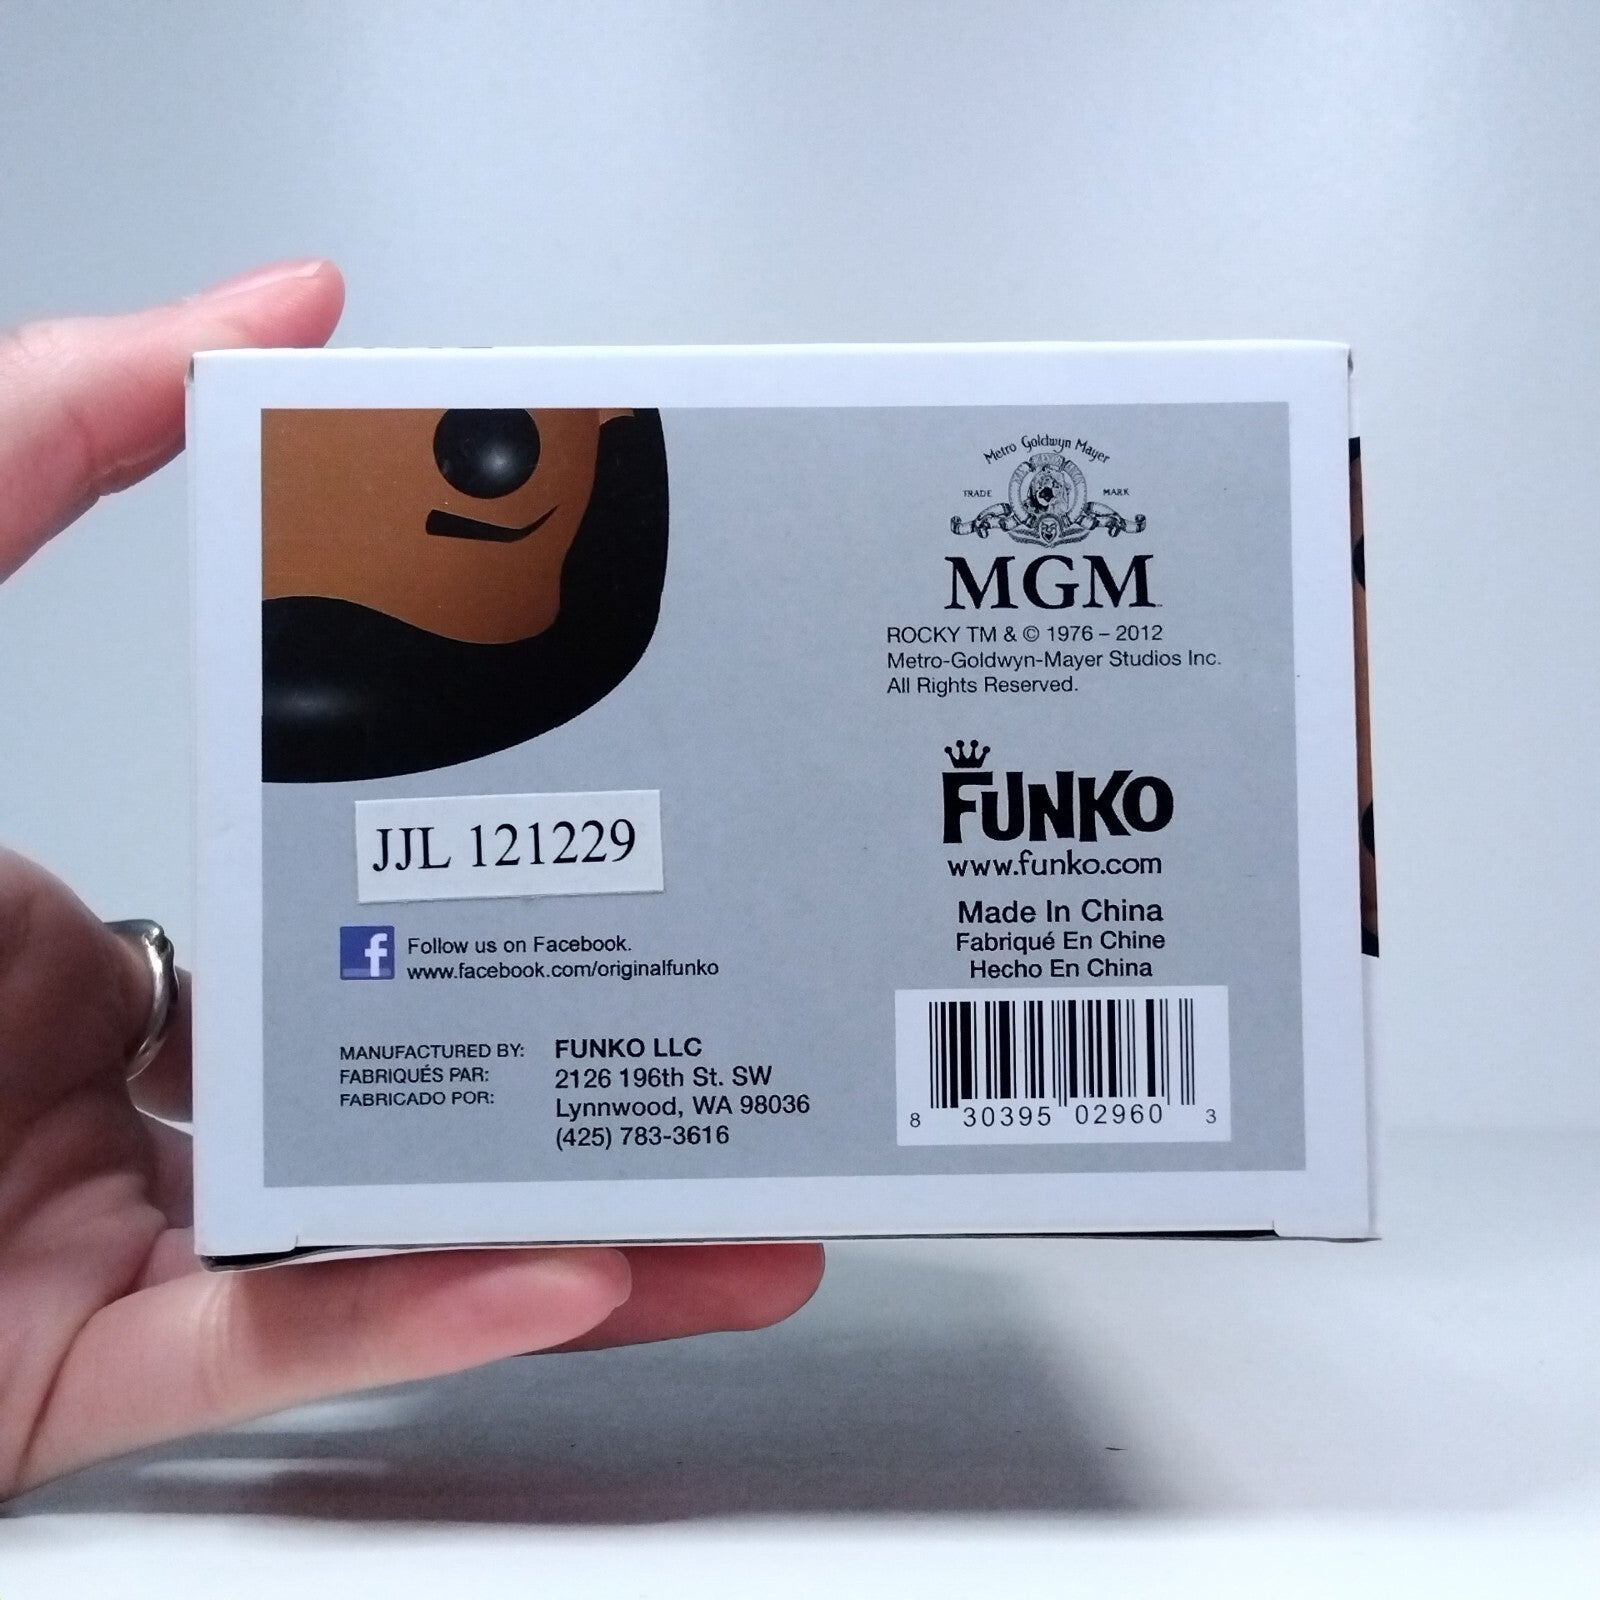 Metro Goldwyn Mayer
TRADE MARK
MGM
ROCKY TM & © 1976 – 2012
Metro-Goldwyn-Mayer Studios Inc.
All Rights Reserved.
FUNKO
www.funko.com
Made In China
Fabriqué En Chine
Hecho En China
8 30395 02960 3
JJL 121229
f
Follow us on Facebook.
www.facebook.com/originalfunko
MANUFACTURED BY:
FABRIQUÉS PAR:
FABRICADO POR:
FUNKO LLC
2126 196th St. SW
Lynnwood, WA 98036
(425) 783-3616